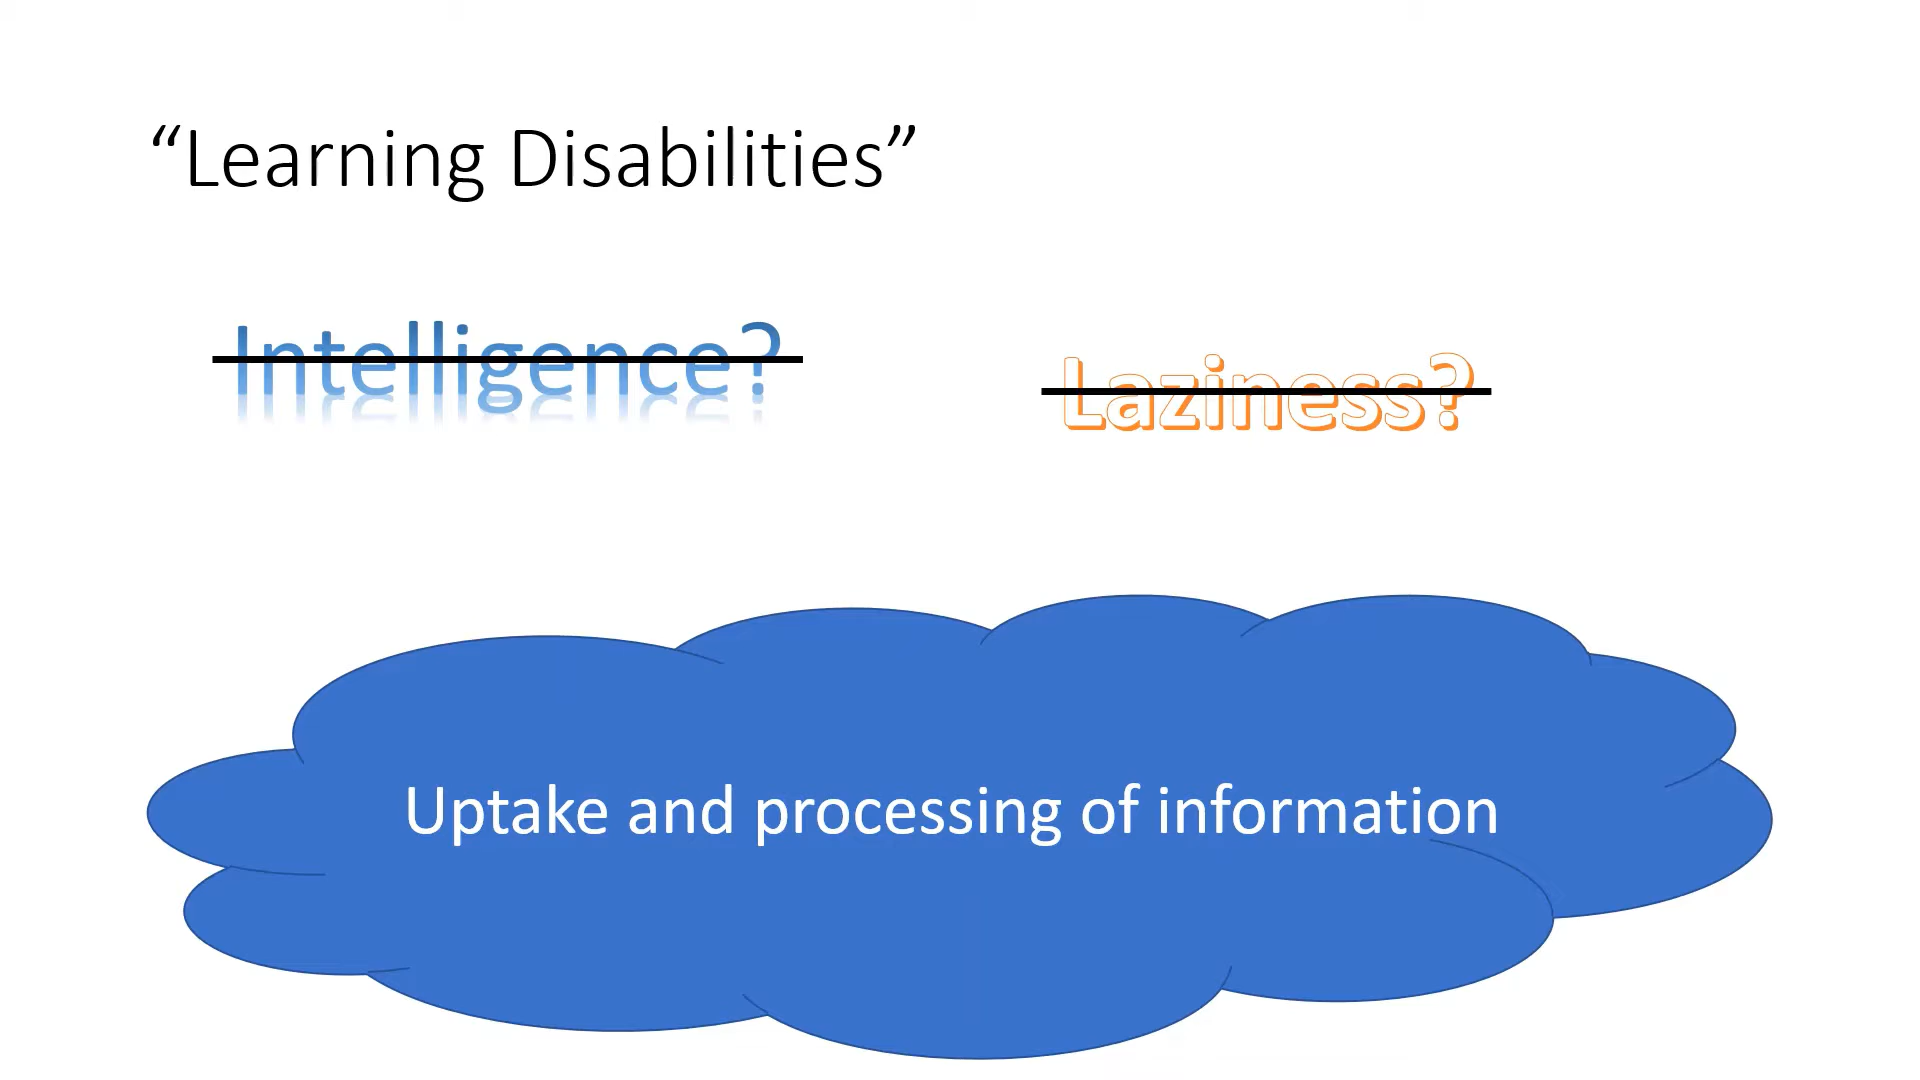 “Learning Disabilities”
Intelligence?
Laziness?
Uptake and processing of information